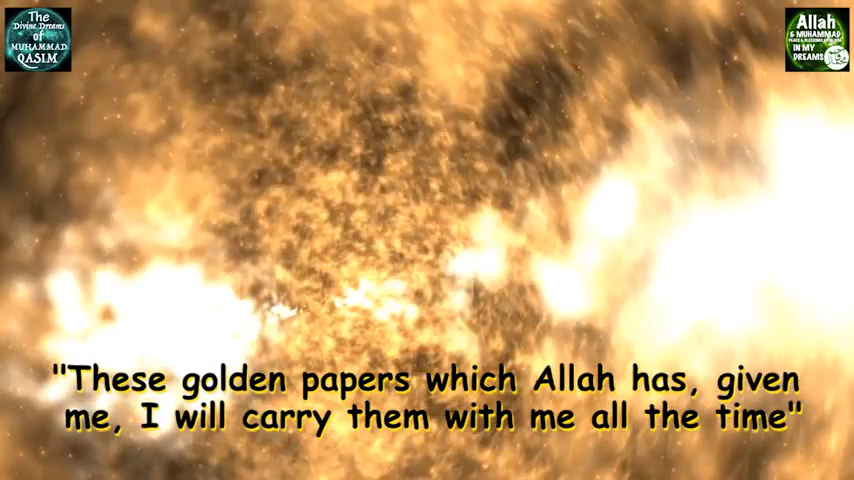 The
Divine Dreams
of
MUHAMMAD
QASIM
Allah
& MUHAMMAD
IN MY
DREAMS
"These golden papers which Allah has, given
me, I will carry them with me all the time"